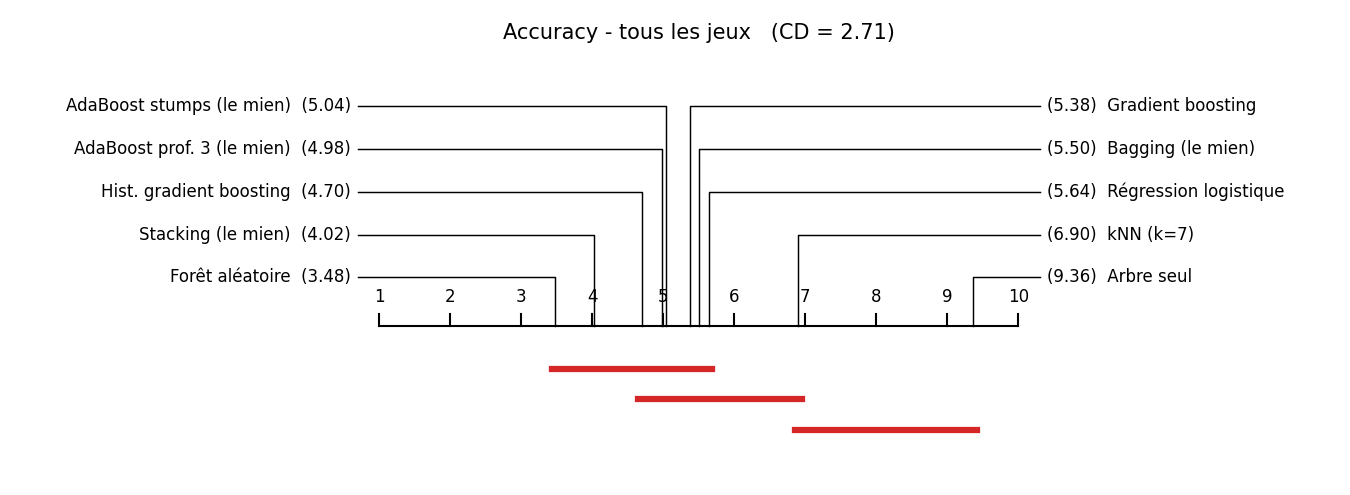 Accuracy - tous les jeux (CD = 2.71)
AdaBoost stumps (le mien) (5.04)
(5.38) Gradient boosting
AdaBoost prof. 3 (le mien) (4.98)
(5.50) Bagging (le mien)
Hist. gradient boosting (4.70)
(5.64) Régression logistique
Stacking (le mien) (4.02)
(6.90) kNN (k=7)
Forêt aléatoire (3.48)
(9.36) Arbre seul
1 2 3 4 5 6 7 8 9 10